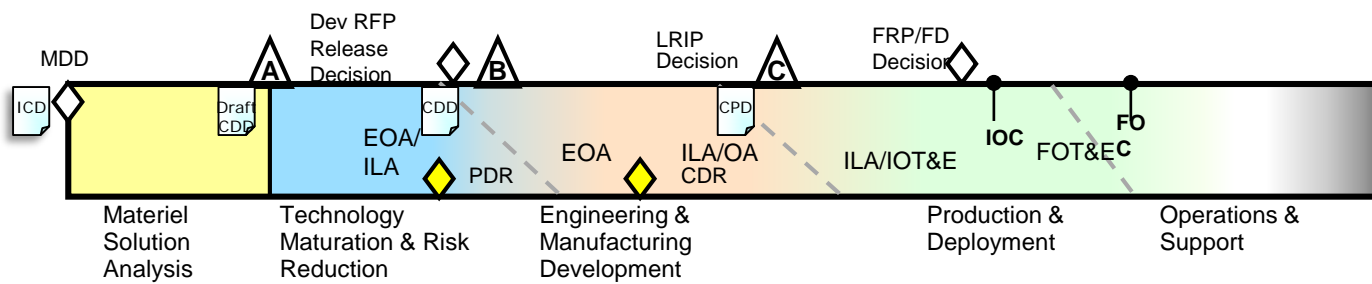 MDD
Dev RFP
Release
Decision
LRIP
Decision
FRP/FD
Decision
A
B
C
ICD
Draft
CDD
CDD
CPD
EOA/
ILA
PDR
EOA
ILA/OA
CDR
ILA/IOT&E
IOC
FOT&E
FO
C
Materiel
Solution
Analysis
Technology
Maturation & Risk
Reduction
Engineering &
Manufacturing
Development
Production &
Deployment
Operations &
Support